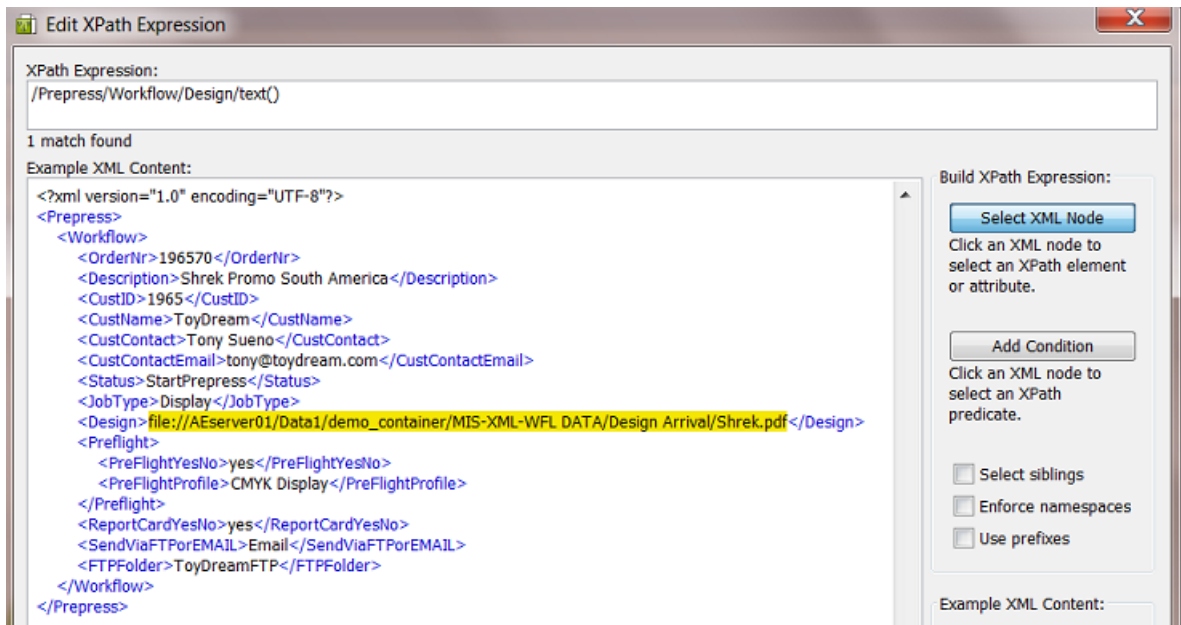 Edit XPath Expression
X
XPath Expression:
/Prepress/Workflow/Design/text()
1 match found
Example XML Content:
<?xml version="1.0" encoding="UTF-8"?>
<Prepress>
<Workflow>
<OrderNr>196570</OrderNr>
<Description>Shrek Promo South America</Description>
<CustID>1965</CustID>
<CustName>ToyDream</CustName>
<CustContact>Tony Sueno</CustContact>
<CustContactEmail>tony@toydream.com</CustContactEmail>
<Status>StartPrepress</Status>
<JobType>Display</JobType>
<Design>file://AEserver01/Data1/demo_container/MIS-XML-WFL DATA/Design Arrival/Shrek.pdf</Design>
<Preflight>
<PreFlightYesNo>yes</PreFlightYesNo>
<PreFlightProfile>CMYK Display</PreFlightProfile>
</Preflight>
<ReportCardYesNo>yes</ReportCardYesNo>
<SendViaFTPorEMAIL>Email</SendViaFTPorEMAIL>
<FTPFolder>ToyDreamFTP</FTPFolder>
</Workflow>
</Prepress>
Build XPath Expression:
Select XML Node
Click an XML node to
select an XPath element
or attribute.
Add Condition
Click an XML node to
select an XPath
predicate.
Select siblings
Enforce namespaces
Use prefixes
Example XML Content: